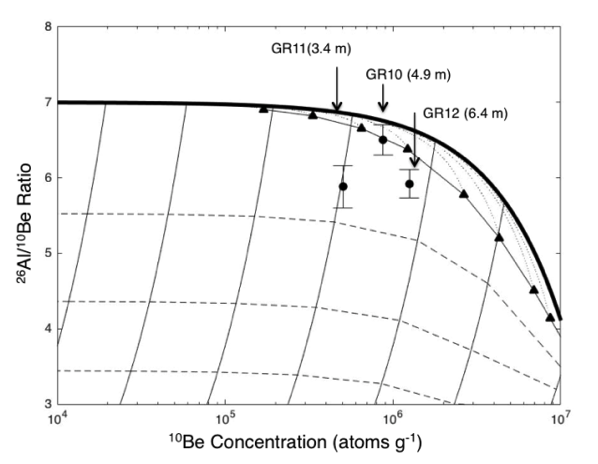 8
GR11(3.4 m)
GR10 (4.9 m)
7
GR12 (6.4 m)
6
5
4
3
²⁶Al/¹⁰Be Ratio
10⁴
10⁵
10⁶
10⁷
¹⁰Be Concentration (atoms g⁻¹)